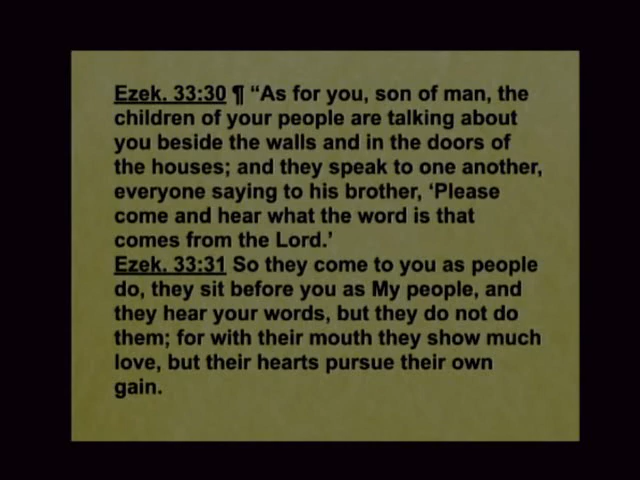 Ezek. 33:30 ¶ “As for you, son of man, the
children of your people are talking about
you beside the walls and in the doors of
the houses; and they speak to one another,
everyone saying to his brother, ‘Please
come and hear what the word is that
comes from the Lord.’
Ezek. 33:31 So they come to you as people
do, they sit before you as My people, and
they hear your words, but they do not do
them; for with their mouth they show much
love, but their hearts pursue their own
gain.